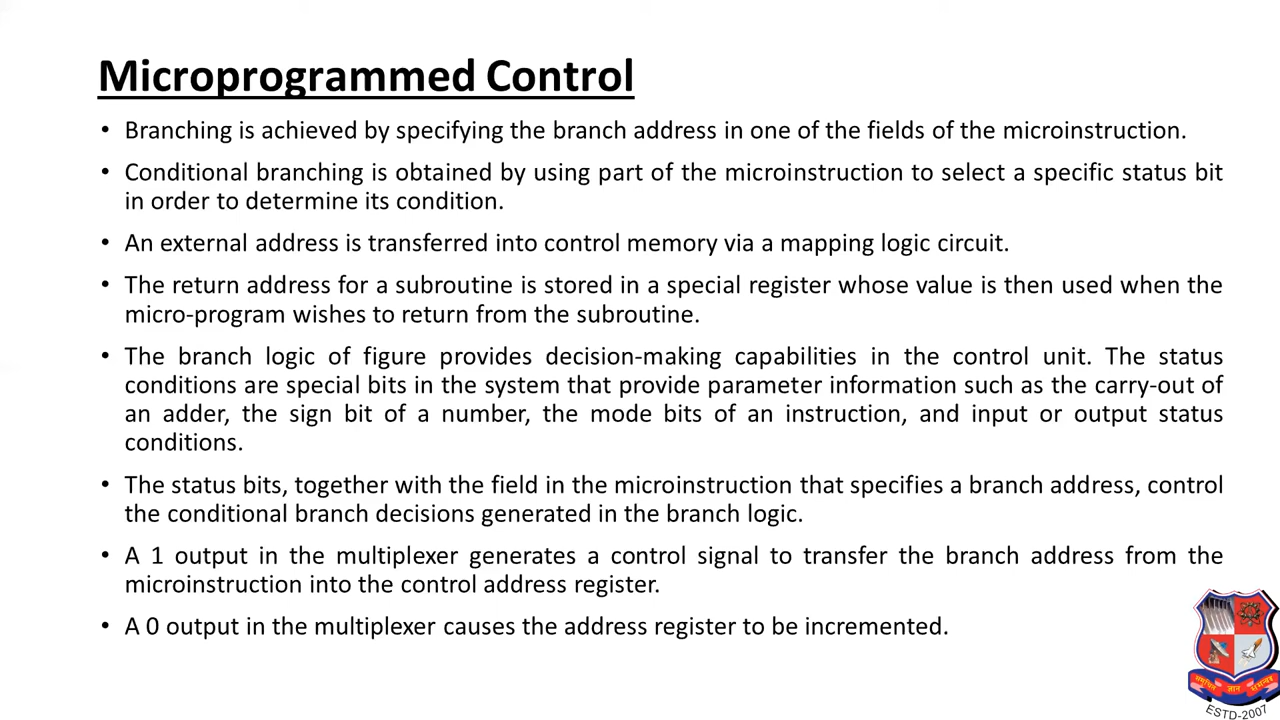 Microprogrammed Control
• Branching is achieved by specifying the branch address in one of the fields of the microinstruction.
• Conditional branching is obtained by using part of the microinstruction to select a specific status bit
in order to determine its condition.
• An external address is transferred into control memory via a mapping logic circuit.
• The return address for a subroutine is stored in a special register whose value is then used when the
micro-program wishes to return from the subroutine.
• The branch logic of figure provides decision-making capabilities in the control unit. The status
conditions are special bits in the system that provide parameter information such as the carry-out of
an adder, the sign bit of a number, the mode bits of an instruction, and input or output status
conditions.
• The status bits, together with the field in the microinstruction that specifies a branch address, control
the conditional branch decisions generated in the branch logic.
• A 1 output in the multiplexer generates a control signal to transfer the branch address from the
microinstruction into the control address register.
• A 0 output in the multiplexer causes the address register to be incremented.
ESTD-2007